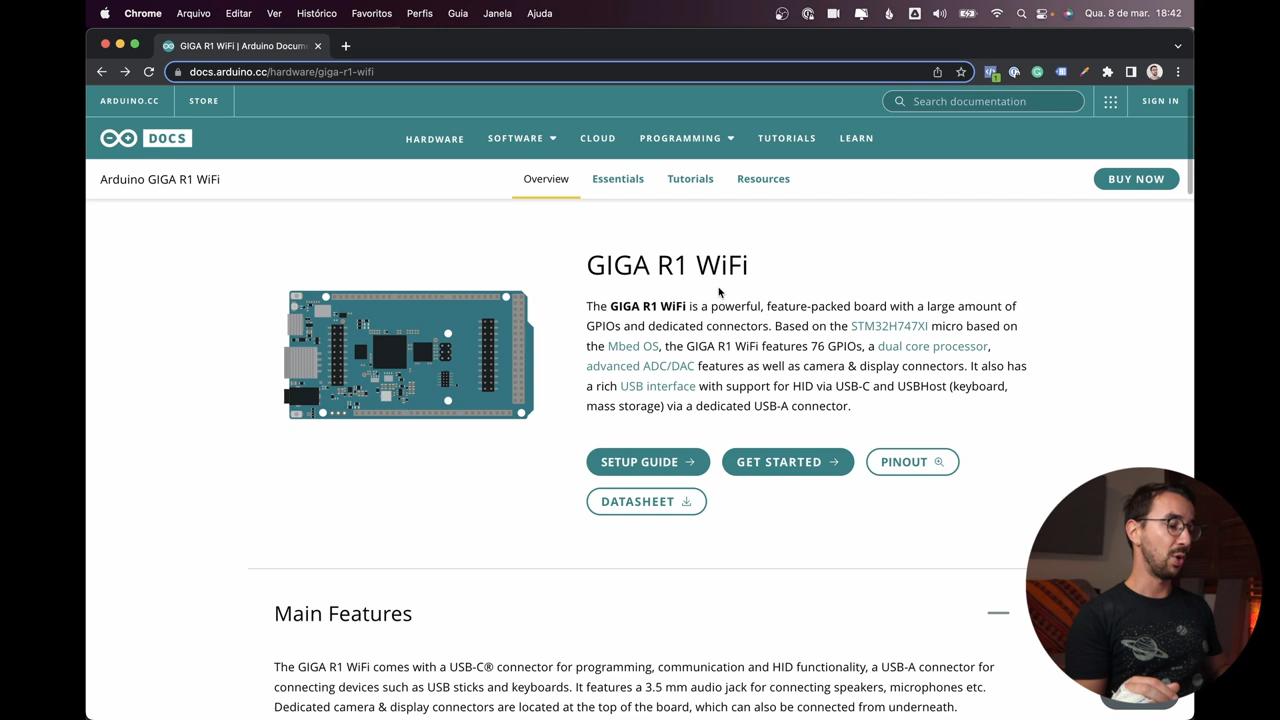 Chrome Arquivo Editar Ver Histórico Favoritos Perfis Guia Janela Ajuda Qua. 8 de mar. 18:42
GIGA R1 WiFi | Arduino Docum
docs.arduino.cc/hardware/giga-r1-wifi
ARDUINO.CC STORE Search documentation SIGN IN
DOCS HARDWARE SOFTWARE CLOUD PROGRAMMING TUTORIALS LEARN
Arduino GIGA R1 WiFi Overview Essentials Tutorials Resources BUY NOW
GIGA R1 WiFi
The GIGA R1 WiFi is a powerful, feature-packed board with a large amount of
GPIOs and dedicated connectors. Based on the STM32H747XI micro based on
the Mbed OS, the GIGA R1 WiFi features 76 GPIOs, a dual core processor,
advanced ADC/DAC features as well as camera & display connectors. It also has
a rich USB interface with support for HID via USB-C and USBHost (keyboard,
mass storage) via a dedicated USB-A connector.
SETUP GUIDE GET STARTED PINOUT
DATASHEET
Main Features
The GIGA R1 WiFi comes with a USB-C® connector for programming, communication and HID functionality, a USB-A connector for
connecting devices such as USB sticks and keyboards. It features a 3.5 mm audio jack for connecting speakers, microphones etc.
Dedicated camera & display connectors are located at the top of the board, which can also be connected from underneath.